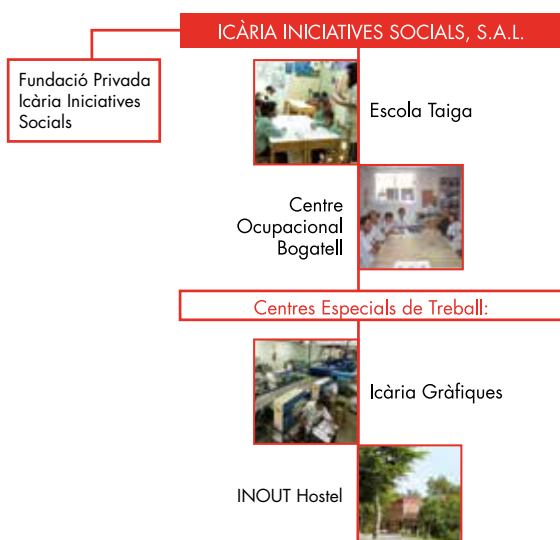 ICÀRIA INICIATIVES SOCIALS, S.A.L.
Fundació Privada
Icària Iniciatives
Socials
Escola Taiga
Centre
Ocupacional
Bogatell
Centres Especials de Treball:
Icària Gràfiques
INOUT Hostel